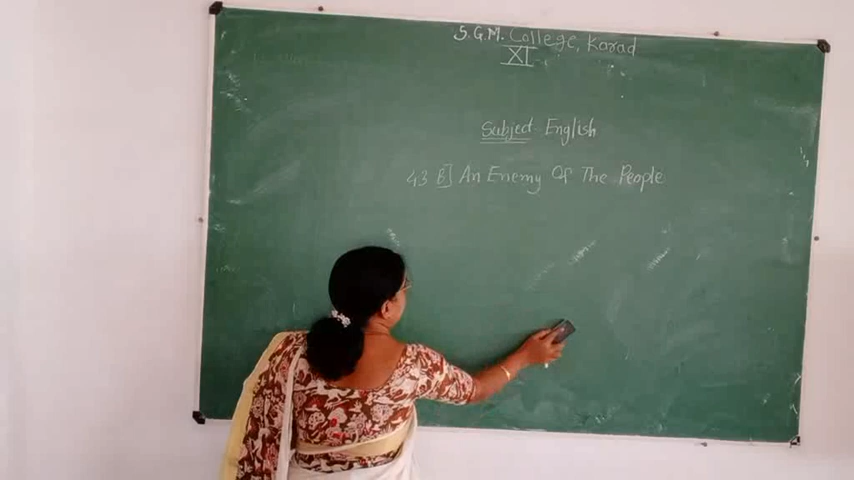 S.G.M. College, Karad
XI
Subject English
43 B] An Enemy Of The People